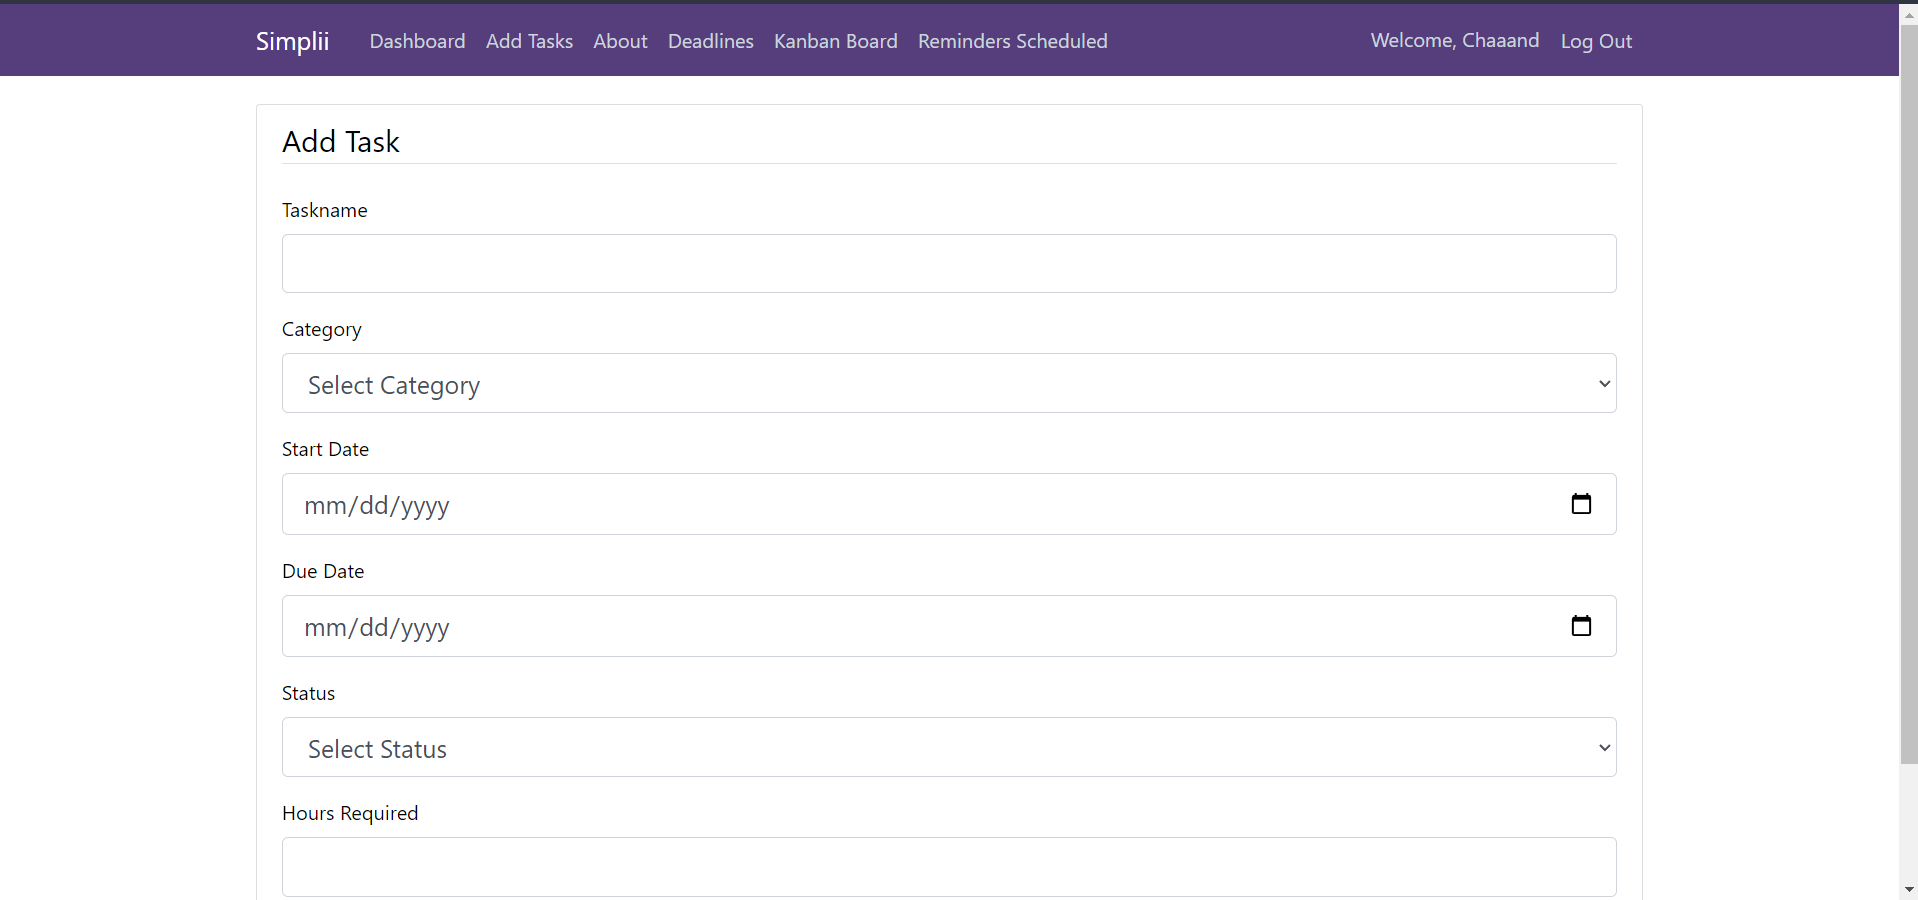 Simplii Dashboard Add Tasks About Deadlines Kanban Board Reminders Scheduled Welcome, Chaaand Log Out
Add Task
Taskname
Category
Select Category
Start Date
mm/dd/yyyy
Due Date
mm/dd/yyyy
Status
Select Status
Hours Required